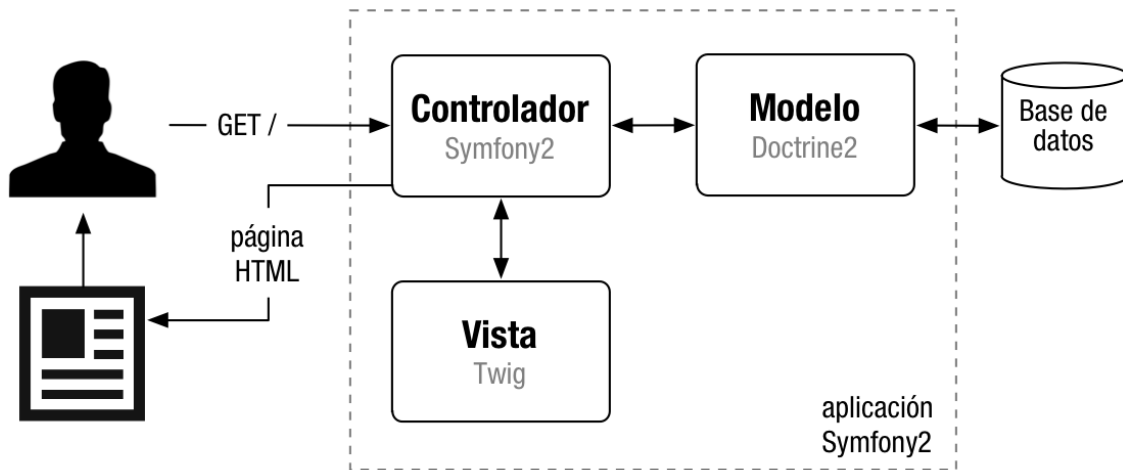 GET /
Controlador
Symfony2
Modelo
Doctrine2
Base de
datos
página
HTML
Vista
Twig
aplicación
Symfony2